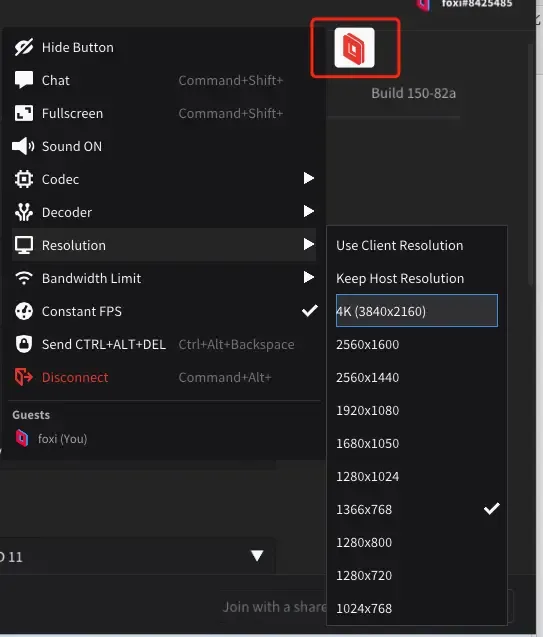 foxi#8425485
Build 150-82a
Hide Button
Chat Command+Shift+
Fullscreen Command+Shift+
Sound ON
Codec
Decoder
Resolution
Bandwidth Limit
Constant FPS
Send CTRL+ALT+DEL Ctrl+Alt+Backspace
Disconnect Command+Alt+
Guests
foxi (You)
Use Client Resolution
Keep Host Resolution
4K (3840x2160)
2560x1600
2560x1440
1920x1080
1680x1050
1280x1024
1366x768
1280x800
1280x720
1024x768
11
Join with a share